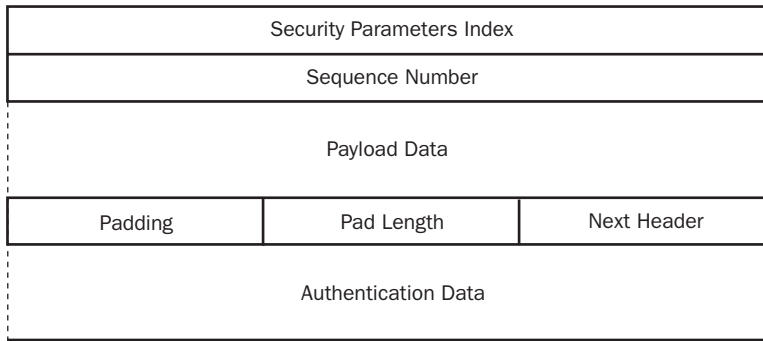 Security Parameters Index
Sequence Number
Payload Data
Padding Pad Length Next Header
Authentication Data